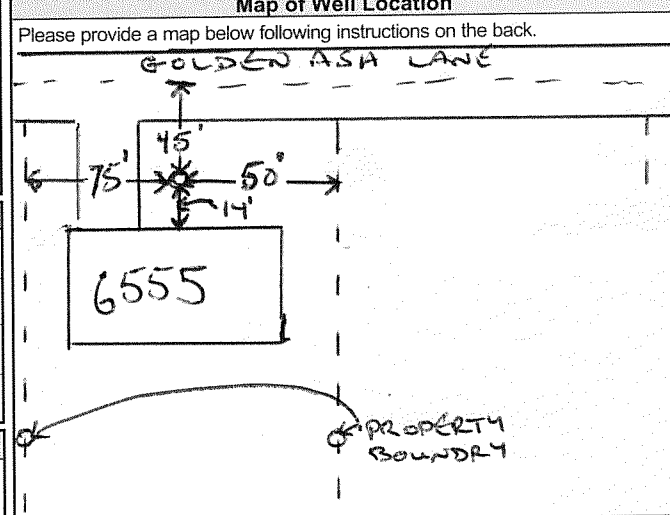 Map of Well Location
Please provide a map below following instructions on the back.
GOLDEN ASH LANE
45'
75'
50'
14'
6555
PROPERTY
BOUNDRY